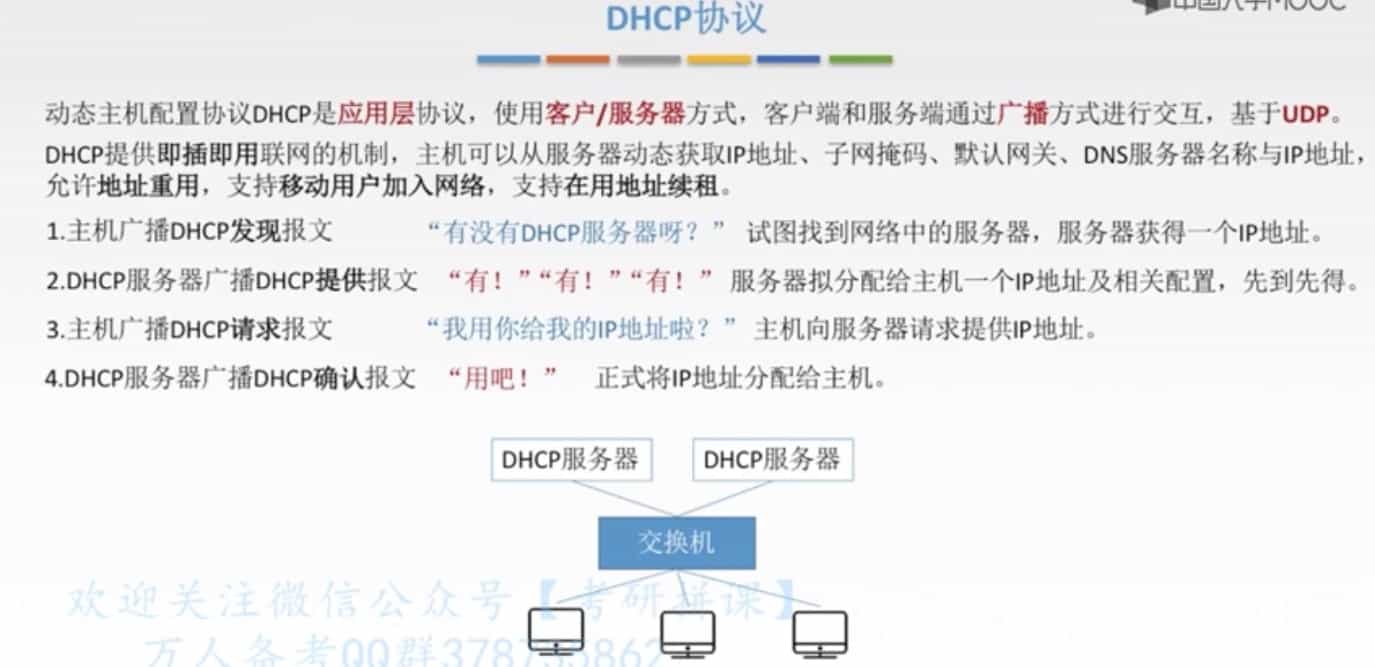 中国大学MOOC
DHCP协议
动态主机配置协议DHCP是应用层协议，使用客户/服务器方式，客户端和服务端通过广播方式进行交互，基于UDP。
DHCP提供即插即用联网的机制，主机可以从服务器动态获取IP地址、子网掩码、默认网关、DNS服务器名称与IP地址，
允许地址重用，支持移动用户加入网络，支持在用地址续租。
1.主机广播DHCP发现报文 “有没有DHCP服务器呀？” 试图找到网络中的服务器，服务器获得一个IP地址。
2.DHCP服务器广播DHCP提供报文 “有！”“有！”“有！” 服务器拟分配给主机一个IP地址及相关配置，先到先得。
3.主机广播DHCP请求报文 “我用你给我的IP地址啦？” 主机向服务器请求提供IP地址。
4.DHCP服务器广播DHCP确认报文 “用吧！” 正式将IP地址分配给主机。
DHCP服务器 DHCP服务器
交换机
欢迎关注微信公众号【考研拼课】
万人备考QQ群